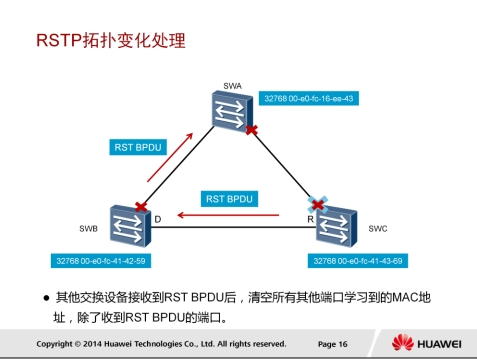 RSTP拓扑变化处理
SWA
32768 00-e0-fc-16-ee-43
RST BPDU
RST BPDU
SWB
D
R
SWC
32768 00-e0-fc-41-42-59
32768 00-e0-fc-41-43-69
● 其他交换设备接收到RST BPDU后，清空所有其他端口学习到的MAC地
址，除了收到RST BPDU的端口。
Copyright © 2014 Huawei Technologies Co., Ltd. All rights reserved.
Page 16
HUAWEI